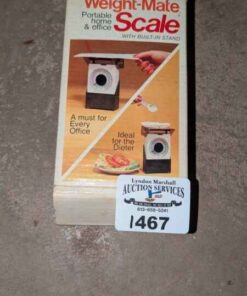 Weight-Mate
Portable
home
& office
Scale
WITH BUILT-IN STAND
A must for
Every
Office
Ideal
for the
Dieter
Lyndon Marshall
AUCTION SERVICES
1467